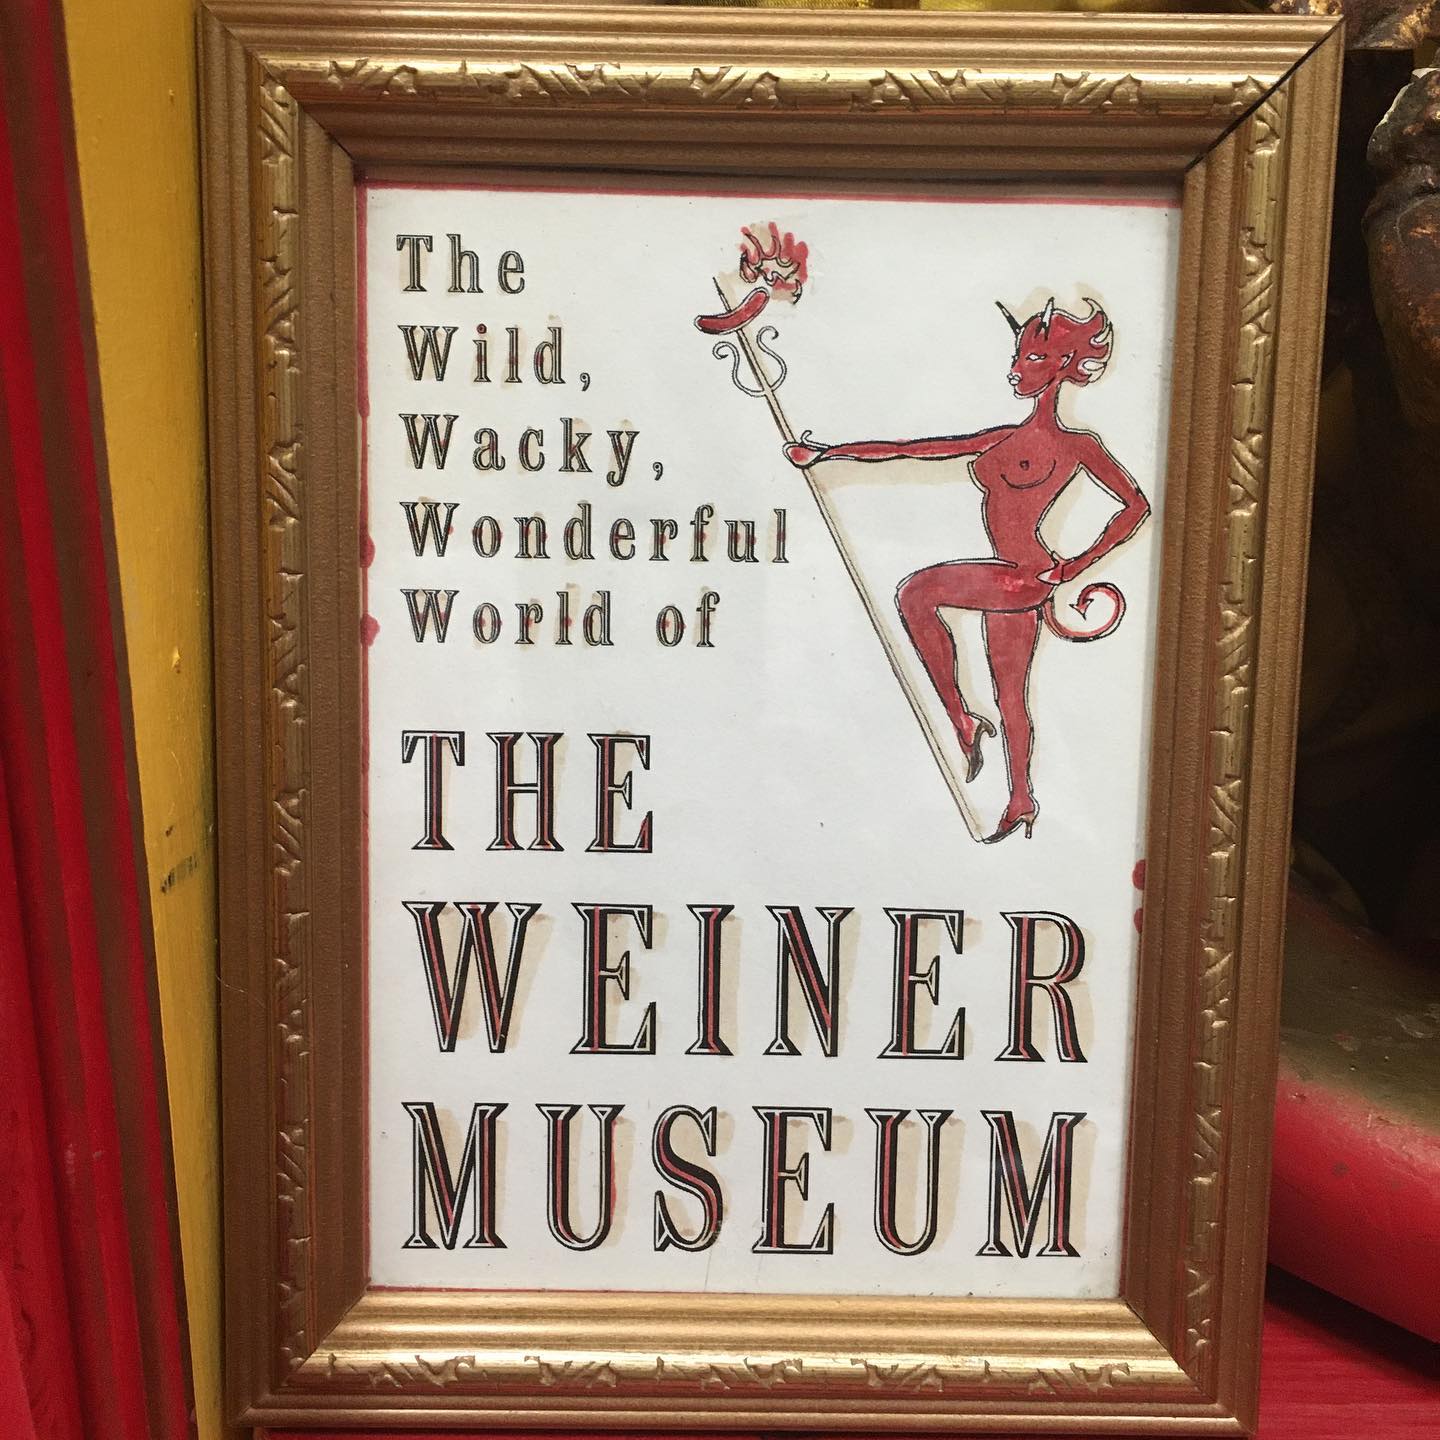 The
Wild,
Wacky,
Wonderful
World of
THE
WEINER
MUSEUM